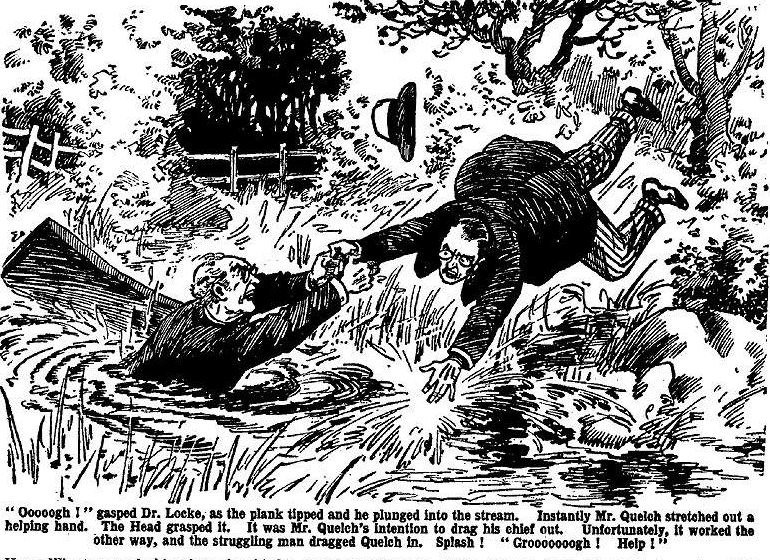 " Ooooogh ! " gasped Dr. Locke, as the plank tipped and he plunged into the stream. Instantly Mr. Quelch stretched out a
helping hand. The Head grasped it. It was Mr. Quelch's intention to drag his chief out. Unfortunately, it worked the
other way, and the struggling man dragged Quelch in. Splash ! " Grooooooogh ! Help ! "